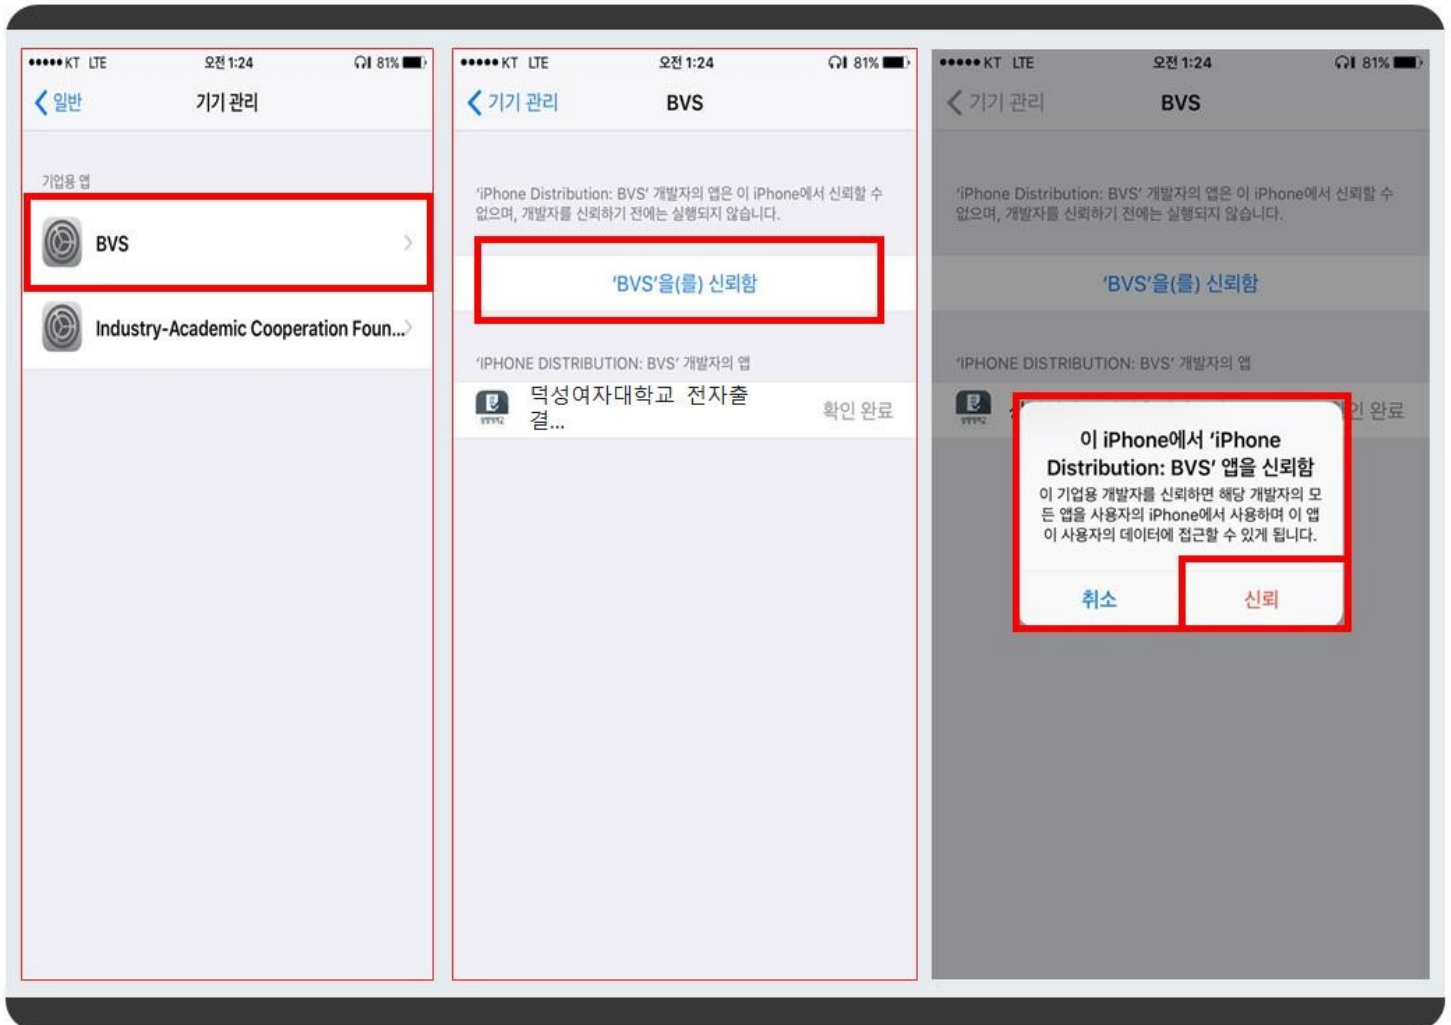 ●●●●● KT LTE
오전 1:24
81%
일반
기기 관리
기업용 앱
BVS
Industry-Academic Cooperation Foun...
●●●●● KT LTE
오전 1:24
81%
기기 관리
BVS
‘iPhone Distribution: BVS’ 개발자의 앱은 이 iPhone에서 신뢰할 수
없으며, 개발자를 신뢰하기 전에는 실행되지 않습니다.
‘BVS’을(를) 신뢰함
‘IPHONE DISTRIBUTION: BVS’ 개발자의 앱
덕성여자대학교 전자출
결...
확인 완료
●●●●● KT LTE
오전 1:24
81%
기기 관리
BVS
‘iPhone Distribution: BVS’ 개발자의 앱은 이 iPhone에서 신뢰할 수
없으며, 개발자를 신뢰하기 전에는 실행되지 않습니다.
‘BVS’을(를) 신뢰함
‘IPHONE DISTRIBUTION: BVS’ 개발자의 앱
완료
이 iPhone에서 ‘iPhone
Distribution: BVS’ 앱을 신뢰함
이 기업용 개발자를 신뢰하면 해당 개발자의 모
든 앱을 사용자의 iPhone에서 사용하며 이 앱
이 사용자의 데이터에 접근할 수 있게 됩니다.
취소
신뢰